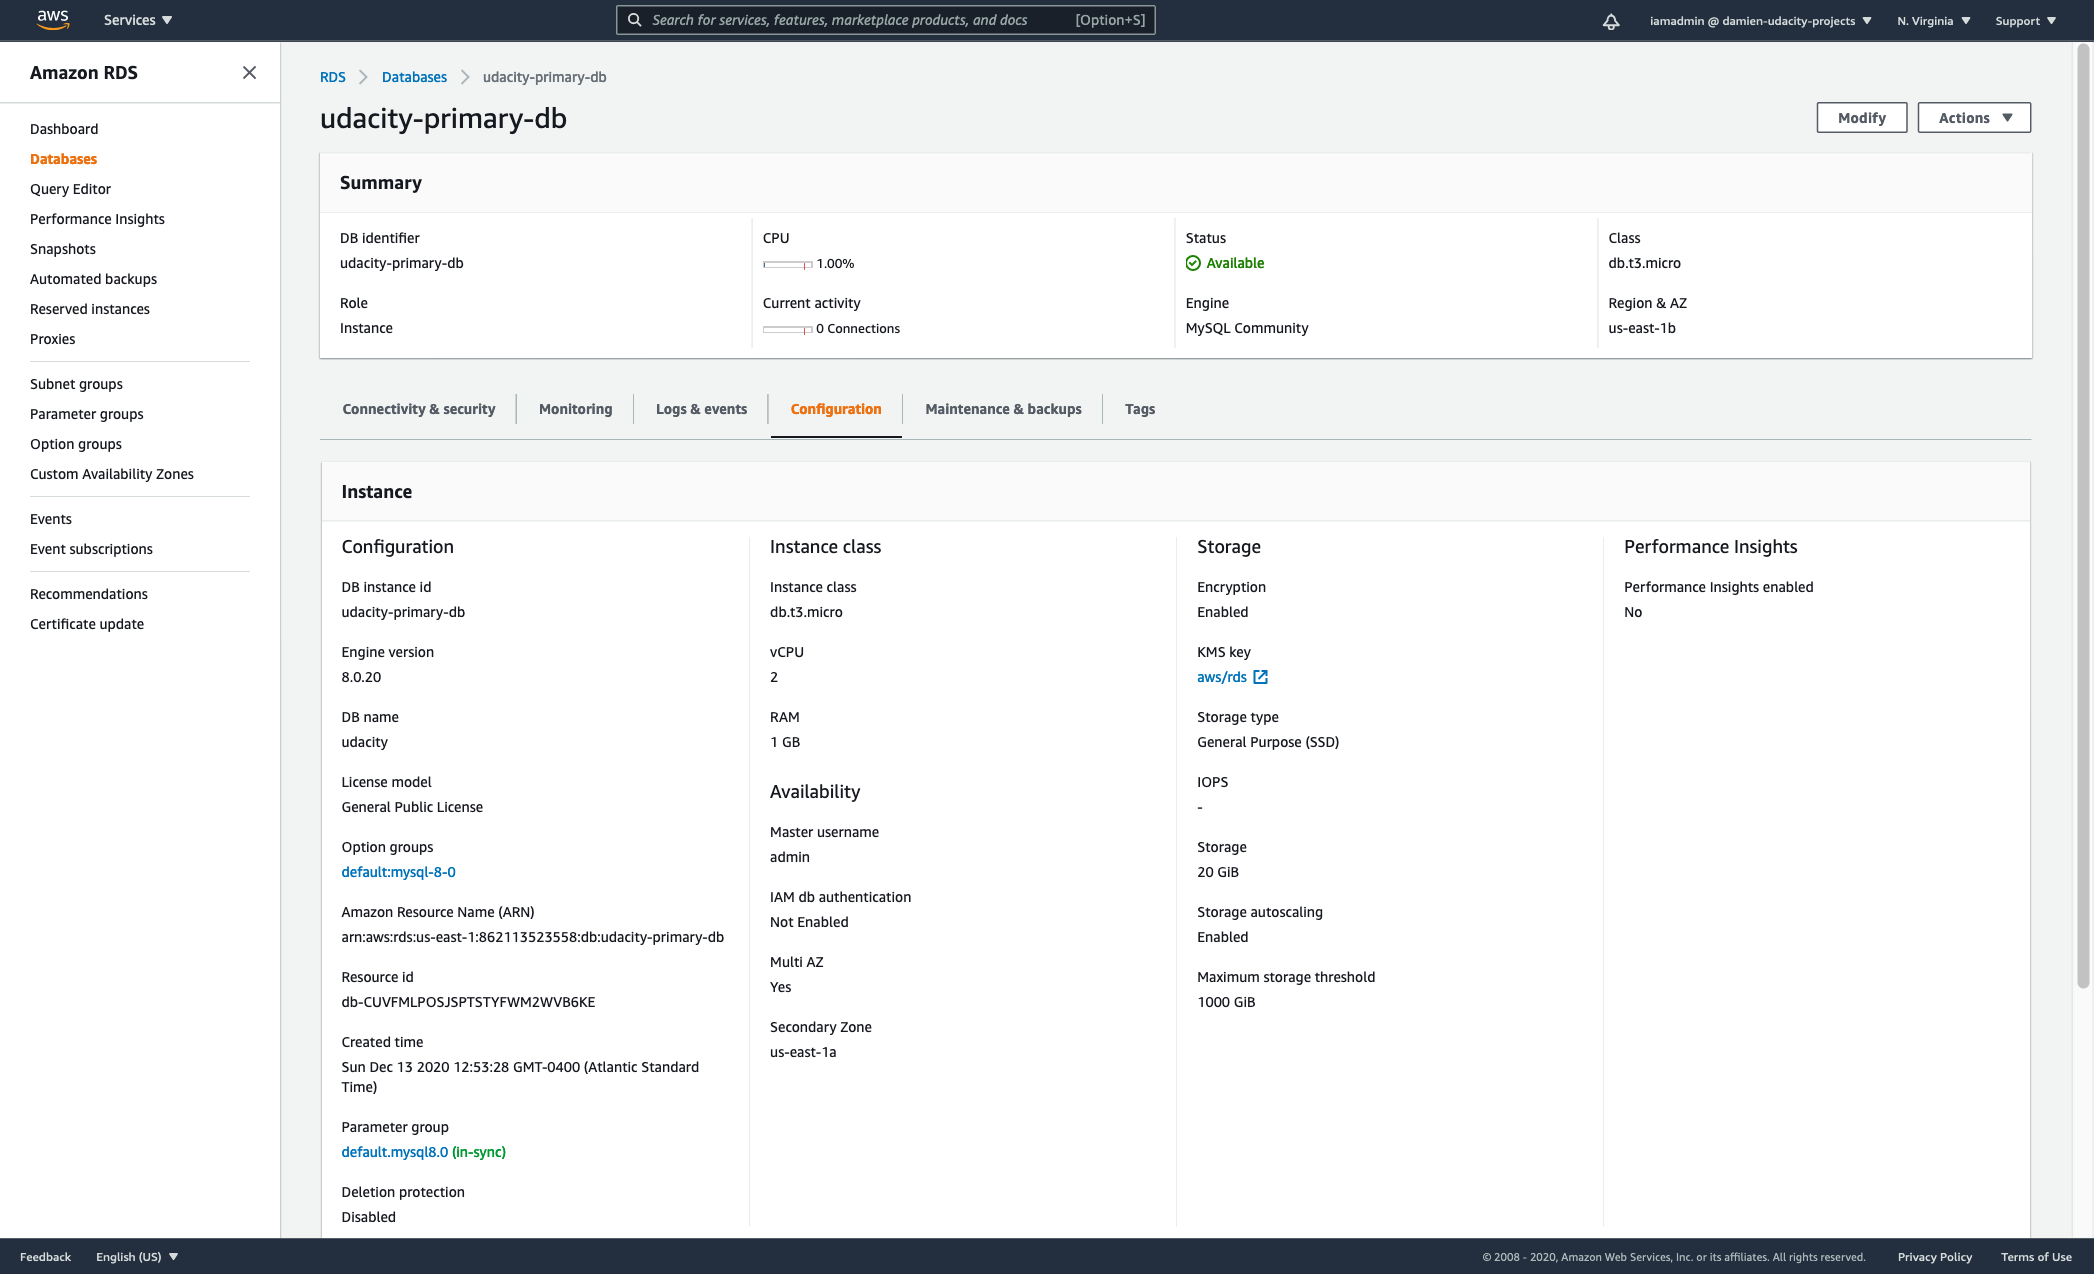 aws
Services
Search for services, features, marketplace products, and docs
[Option+S]
iamadmin @ damien-udacity-projects
N. Virginia
Support
Amazon RDS
Dashboard
Databases
Query Editor
Performance Insights
Snapshots
Automated backups
Reserved instances
Proxies
Subnet groups
Parameter groups
Option groups
Custom Availability Zones
Events
Event subscriptions
Recommendations
Certificate update
RDS
Databases
udacity-primary-db
udacity-primary-db
Modify
Actions
Summary
DB identifier
udacity-primary-db
Role
Instance
CPU
1.00%
Current activity
0 Connections
Status
Available
Engine
MySQL Community
Class
db.t3.micro
Region & AZ
us-east-1b
Connectivity & security
Monitoring
Logs & events
Configuration
Maintenance & backups
Tags
Instance
Configuration
DB instance id
udacity-primary-db
Engine version
8.0.20
DB name
udacity
License model
General Public License
Option groups
default:mysql-8-0
Amazon Resource Name (ARN)
arn:aws:rds:us-east-1:862113523558:db:udacity-primary-db
Resource id
db-CUVFMLPOSJSPTSTYFWM2WVB6KE
Created time
Sun Dec 13 2020 12:53:28 GMT-0400 (Atlantic Standard
Time)
Parameter group
default.mysql8.0 (in-sync)
Deletion protection
Disabled
Instance class
Instance class
db.t3.micro
vCPU
2
RAM
1 GB
Availability
Master username
admin
IAM db authentication
Not Enabled
Multi AZ
Yes
Secondary Zone
us-east-1a
Storage
Encryption
Enabled
KMS key
aws/rds
Storage type
General Purpose (SSD)
IOPS
-
Storage
20 GiB
Storage autoscaling
Enabled
Maximum storage threshold
1000 GiB
Performance Insights
Performance Insights enabled
No
Feedback
English (US)
© 2008 - 2020, Amazon Web Services, Inc. or its affiliates. All rights reserved.
Privacy Policy
Terms of Use